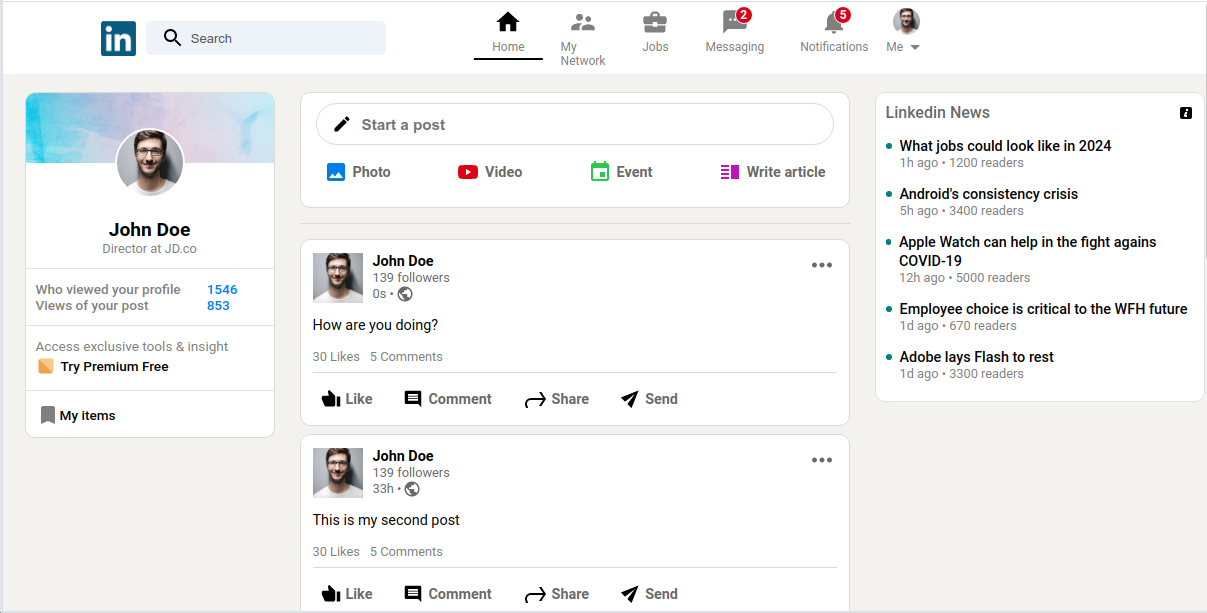 in
Search
Home
My
Network
Jobs
2
Messaging
5
Notifications
Me
John Doe
Director at JD.co
Who viewed your profile 1546
Views of your post 853
Access exclusive tools & insight
Try Premium Free
My items
Start a post
Photo Video Event Write article
John Doe
139 followers
0s •
How are you doing?
30 Likes 5 Comments
Like Comment Share Send
John Doe
139 followers
33h •
This is my second post
30 Likes 5 Comments
Like Comment Share Send
Linkedin News
i
What jobs could look like in 2024
1h ago • 1200 readers
Android's consistency crisis
5h ago • 3400 readers
Apple Watch can help in the fight agains
COVID-19
12h ago • 5000 readers
Employee choice is critical to the WFH future
1d ago • 670 readers
Adobe lays Flash to rest
1d ago • 3300 readers